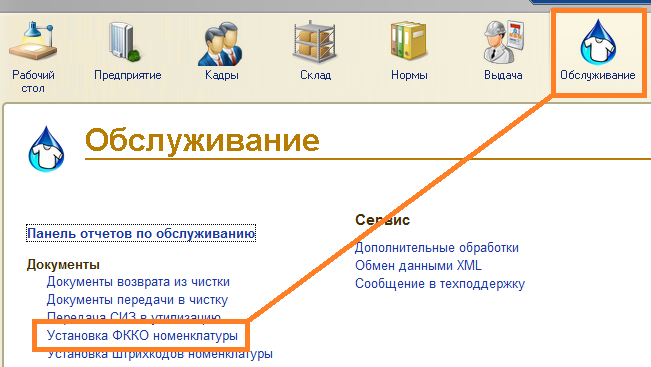 Рабочий
стол
Предприятие
Кадры
Склад
Нормы
Выдача
Обслуживание
Обслуживание
Панель отчетов по обслуживанию
Документы
Документы возврата из чистки
Документы передачи в чистку
Передача СИЗ в утилизацию
Установка ФККО номенклатуры
Установка штрихкодов номенклатуры
Сервис
Дополнительные обработки
Обмен данными XML
Сообщение в техподдержку